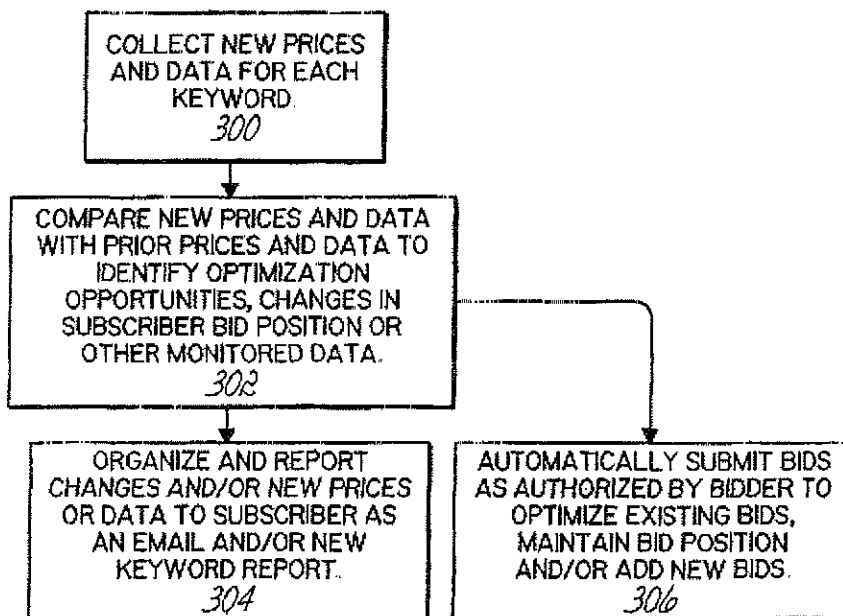 COLLECT NEW PRICES
AND DATA FOR EACH
KEYWORD.
300
COMPARE NEW PRICES AND DATA
WITH PRIOR PRICES AND DATA TO
IDENTIFY OPTIMIZATION
OPPORTUNITIES, CHANGES IN
SUBSCRIBER BID POSITION OR
OTHER MONITORED DATA.
302
ORGANIZE AND REPORT
CHANGES AND/OR NEW PRICES
OR DATA TO SUBSCRIBER AS
AN EMAIL AND/OR NEW
KEYWORD REPORT.
304
AUTOMATICALLY SUBMIT BIDS
AS AUTHORIZED BY BIDDER TO
OPTIMIZE EXISTING BIDS,
MAINTAIN BID POSITION
AND/OR ADD NEW BIDS.
306